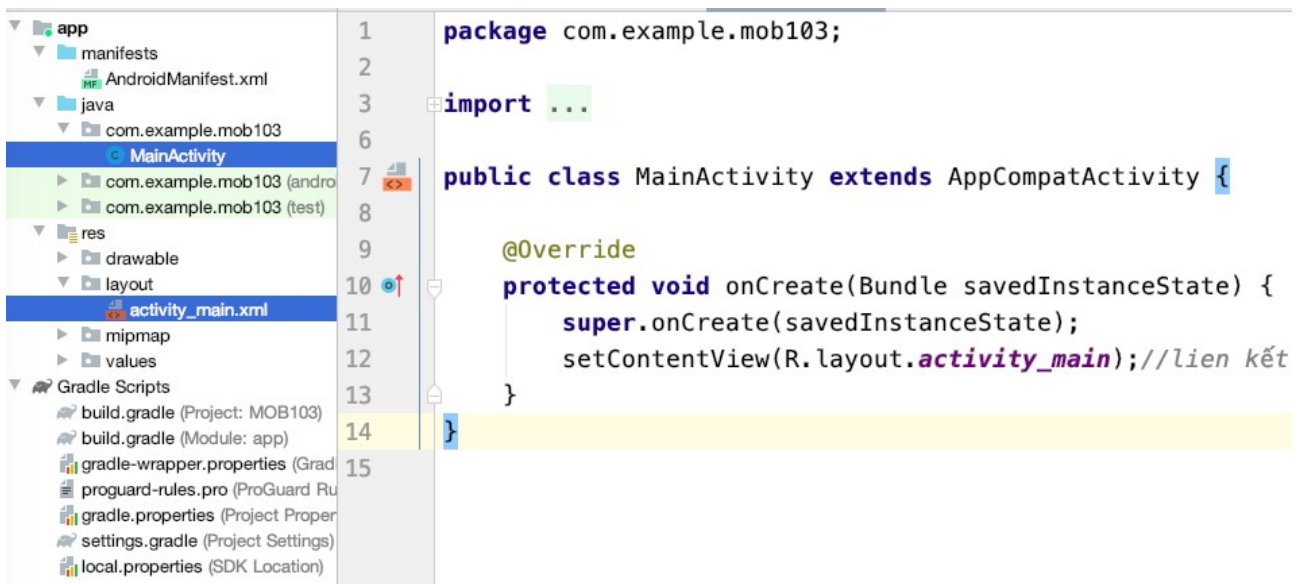 app
manifests
AndroidManifest.xml
java
com.example.mob103
MainActivity
com.example.mob103 (andro
com.example.mob103 (test)
res
drawable
layout
activity_main.xml
mipmap
values
Gradle Scripts
build.gradle (Project: MOB103)
build.gradle (Module: app)
gradle-wrapper.properties (Grad
proguard-rules.pro (ProGuard Ru
gradle.properties (Project Proper
settings.gradle (Project Settings)
local.properties (SDK Location)
1 package com.example.mob103;
2
3 import ...
6
7 public class MainActivity extends AppCompatActivity {
8
9 @Override
10 protected void onCreate(Bundle savedInstanceState) {
11 super.onCreate(savedInstanceState);
12 setContentView(R.layout.activity_main);//lien kết
13 }
14 }
15